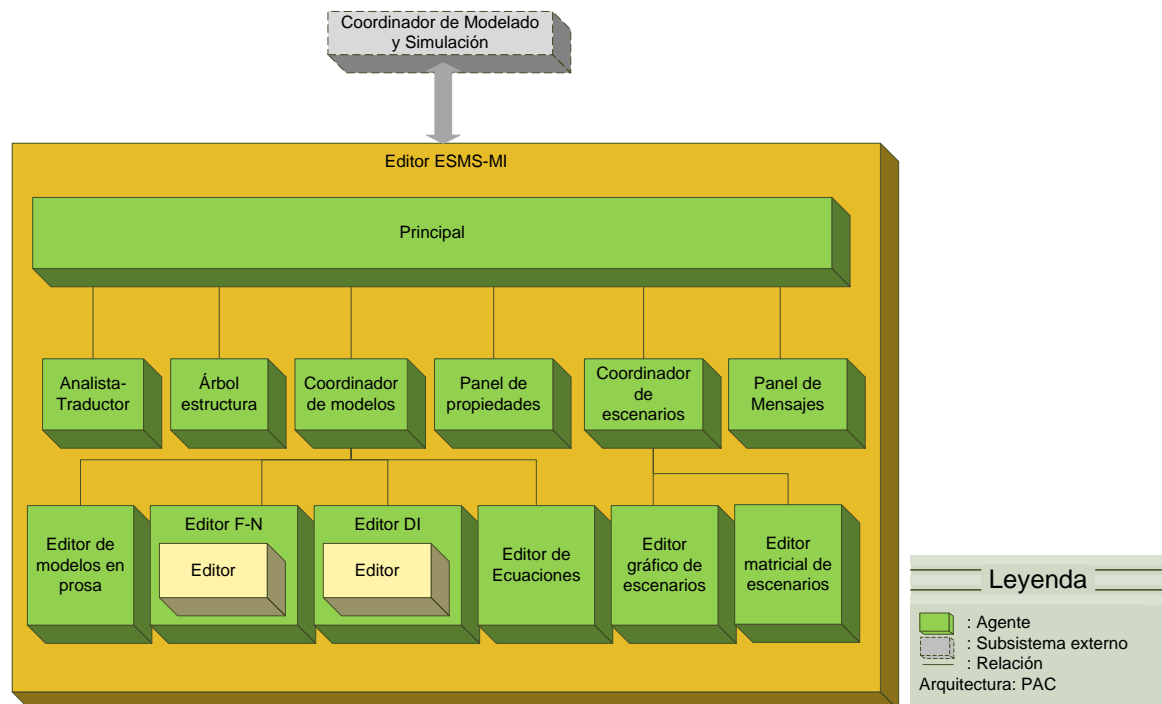 Coordinador de Modelado
y Simulación
Editor ESMS-MI
Principal
Analista-
Traductor
Árbol
estructura
Coordinador
de modelos
Panel de
propiedades
Coordinador
de
escenarios
Panel de
Mensajes
Editor de
modelos en
prosa
Editor F-N
Editor
Editor DI
Editor
Editor de
Ecuaciones
Editor
gráfico de
escenarios
Editor
matricial de
escenarios
Leyenda
: Agente
: Subsistema externo
: Relación
Arquitectura: PAC